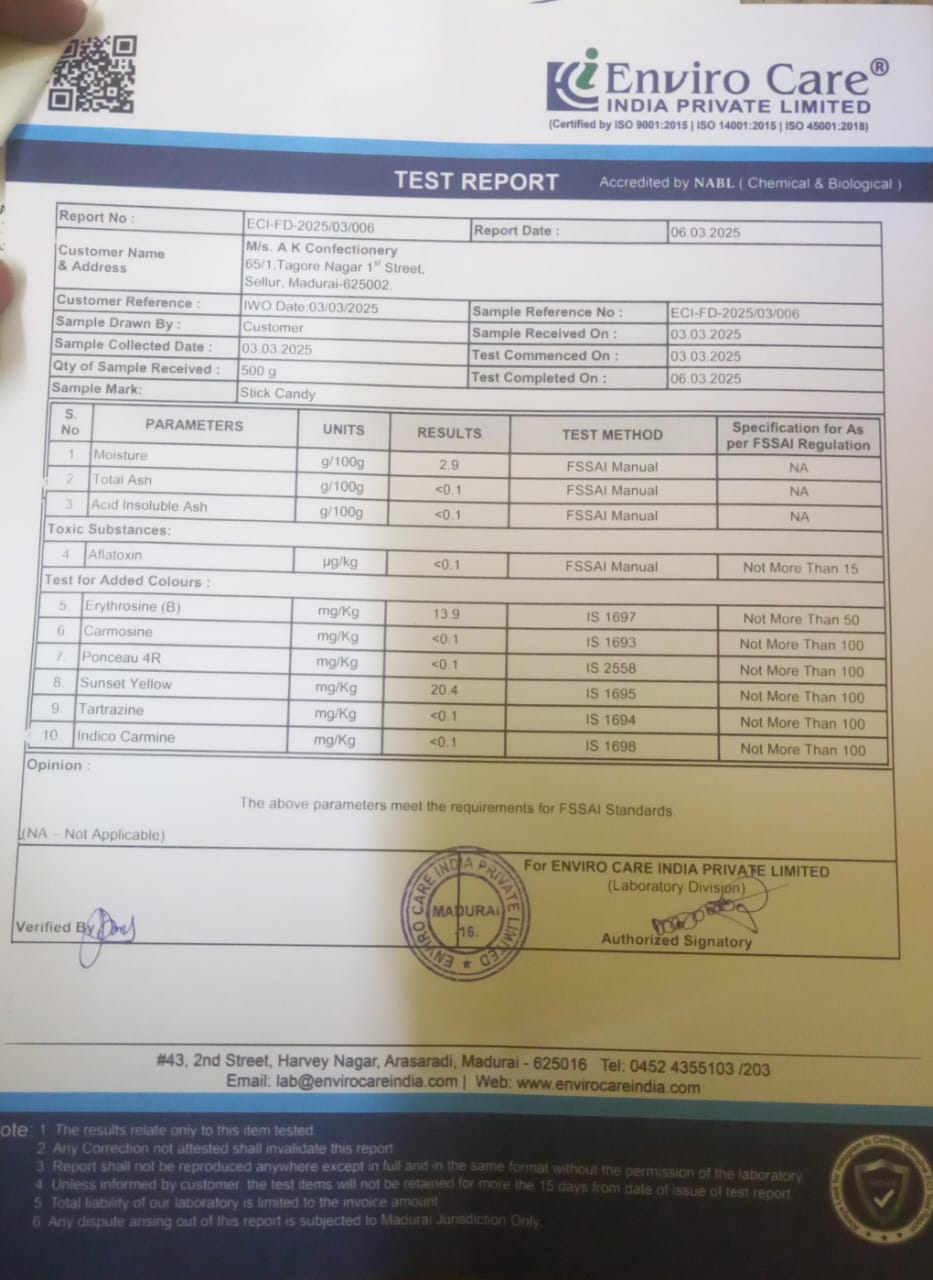 Enviro Care®
INDIA PRIVATE LIMITED
(Certified by ISO 9001:2015 | ISO 14001:2015 | ISO 45001:2018)
TEST REPORT Accredited by NABL ( Chemical & Biological )
Report No : ECI-FD-2025/03/006 Report Date : 06.03.2025
Customer Name & Address M/s. A K Confectionery
65/1,Tagore Nagar 1st Street,
Sellur, Madurai-625002.
Customer Reference : IWO Date:03/03/2025 Sample Reference No : ECI-FD-2025/03/006
Sample Drawn By : Customer Sample Received On : 03.03.2025
Sample Collected Date : 03.03.2025 Test Commenced On : 03.03.2025
Qty of Sample Received : 500 g Test Completed On : 06.03.2025
Sample Mark: Stick Candy
S. No PARAMETERS UNITS RESULTS TEST METHOD Specification for As per FSSAI Regulation
1 Moisture g/100g 2.9 FSSAI Manual NA
2. Total Ash g/100g <0.1 FSSAI Manual NA
3. Acid Insoluble Ash g/100g <0.1 FSSAI Manual NA
Toxic Substances:
4 Aflatoxin µg/kg <0.1 FSSAI Manual Not More Than 15
Test for Added Colours :
5. Erythrosine (B) mg/Kg 13.9 IS 1697 Not More Than 50
6 Carmosine mg/Kg <0.1 IS 1693 Not More Than 100
7. Ponceau 4R mg/Kg <0.1 IS 2558 Not More Than 100
8. Sunset Yellow mg/Kg 20.4 IS 1695 Not More Than 100
9. Tartrazine mg/Kg <0.1 IS 1694 Not More Than 100
10. Indico Carmine mg/Kg <0.1 IS 1698 Not More Than 100
Opinion :
The above parameters meet the requirements for FSSAI Standards.
(NA – Not Applicable)
For ENVIRO CARE INDIA PRIVATE LIMITED
(Laboratory Division)
ENVIRO CARE INDIA PRIVATE LIMITED
MADURAI
-16.
Verified By
Authorized Signatory
#43, 2nd Street, Harvey Nagar, Arasaradi, Madurai - 625016 Tel: 0452 4355103 /203
Email: lab@envirocareindia.com | Web: www.envirocareindia.com
ote: 1 The results relate only to this item tested
2. Any Correction not attested shall invalidate this report
3. Report shall not be reproduced anywhere except in full and in the same format without the permission of the laboratory
4. Unless informed by customer, the test items will not be retained for more the 15 days from date of issue of test report
5. Total liability of our laboratory is limited to the invoice amount
6. Any dispute arising out of this report is subjected to Madurai Jurisdiction Only.